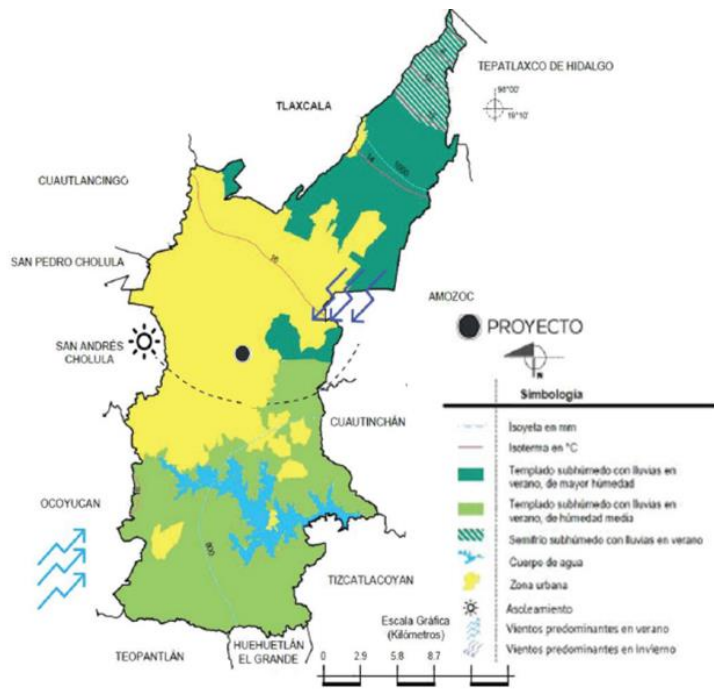 TEPATLAXCO DE HIDALGO
98°00'
19°10'
TLAXCALA
1000
14
CUAUTLANCINGO
SAN PEDRO CHOLULA
16
AMOZOC
PROYECTO
SAN ANDRÉS
CHOLULA
N
Simbología
CUAUTINCHÁN
Isoyeta en mm
Isoterma en °C
Templado subhúmedo con lluvias en
verano, de mayor húmedad
OCOYUCAN
Templado subhúmedo con lluvias en
verano, de húmedad media
Semifrío subhúmedo con lluvias en verano
800
Cuerpo de agua
TIZCATLACOYAN
Zona urbana
Asoleamiento
Escala Gráfica
(Kilómetros)
Vientos predominantes en verano
TEOPANTLÁN
HUEHUETLÁN
EL GRANDE
Vientos predominantes en Invierno
0 2.9 5.8 8.7